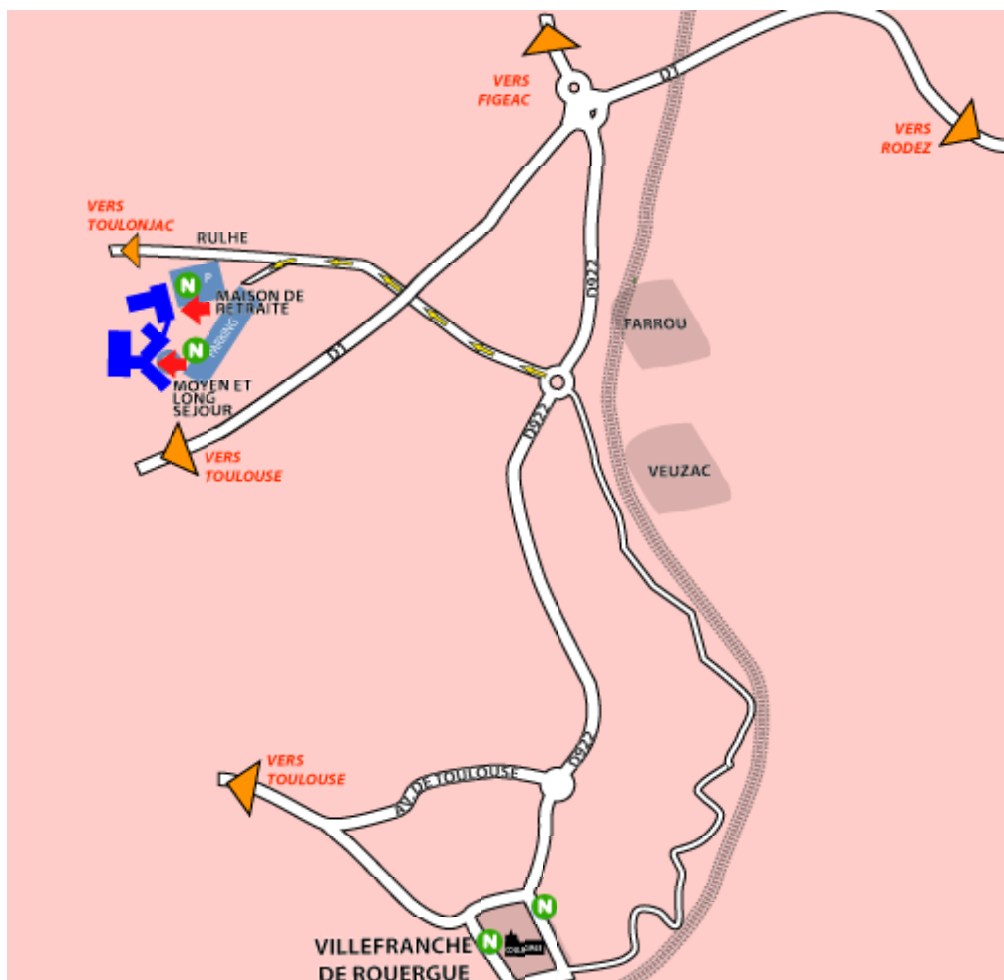 VERS
FIGEAC
D1
VERS
RODEZ
VERS
TOULONJAC
RULHE
P
N
MAISON DE
RETRAITE
D922
FARROU
PARKING
N
D1
MOYEN ET
LONG
SEJOUR
D922
VERS
TOULOUSE
VEUZAC
D922
VERS
TOULOUSE
AV. DE TOULOUSE
N
N
VILLEFRANCHE
DE ROUERGUE